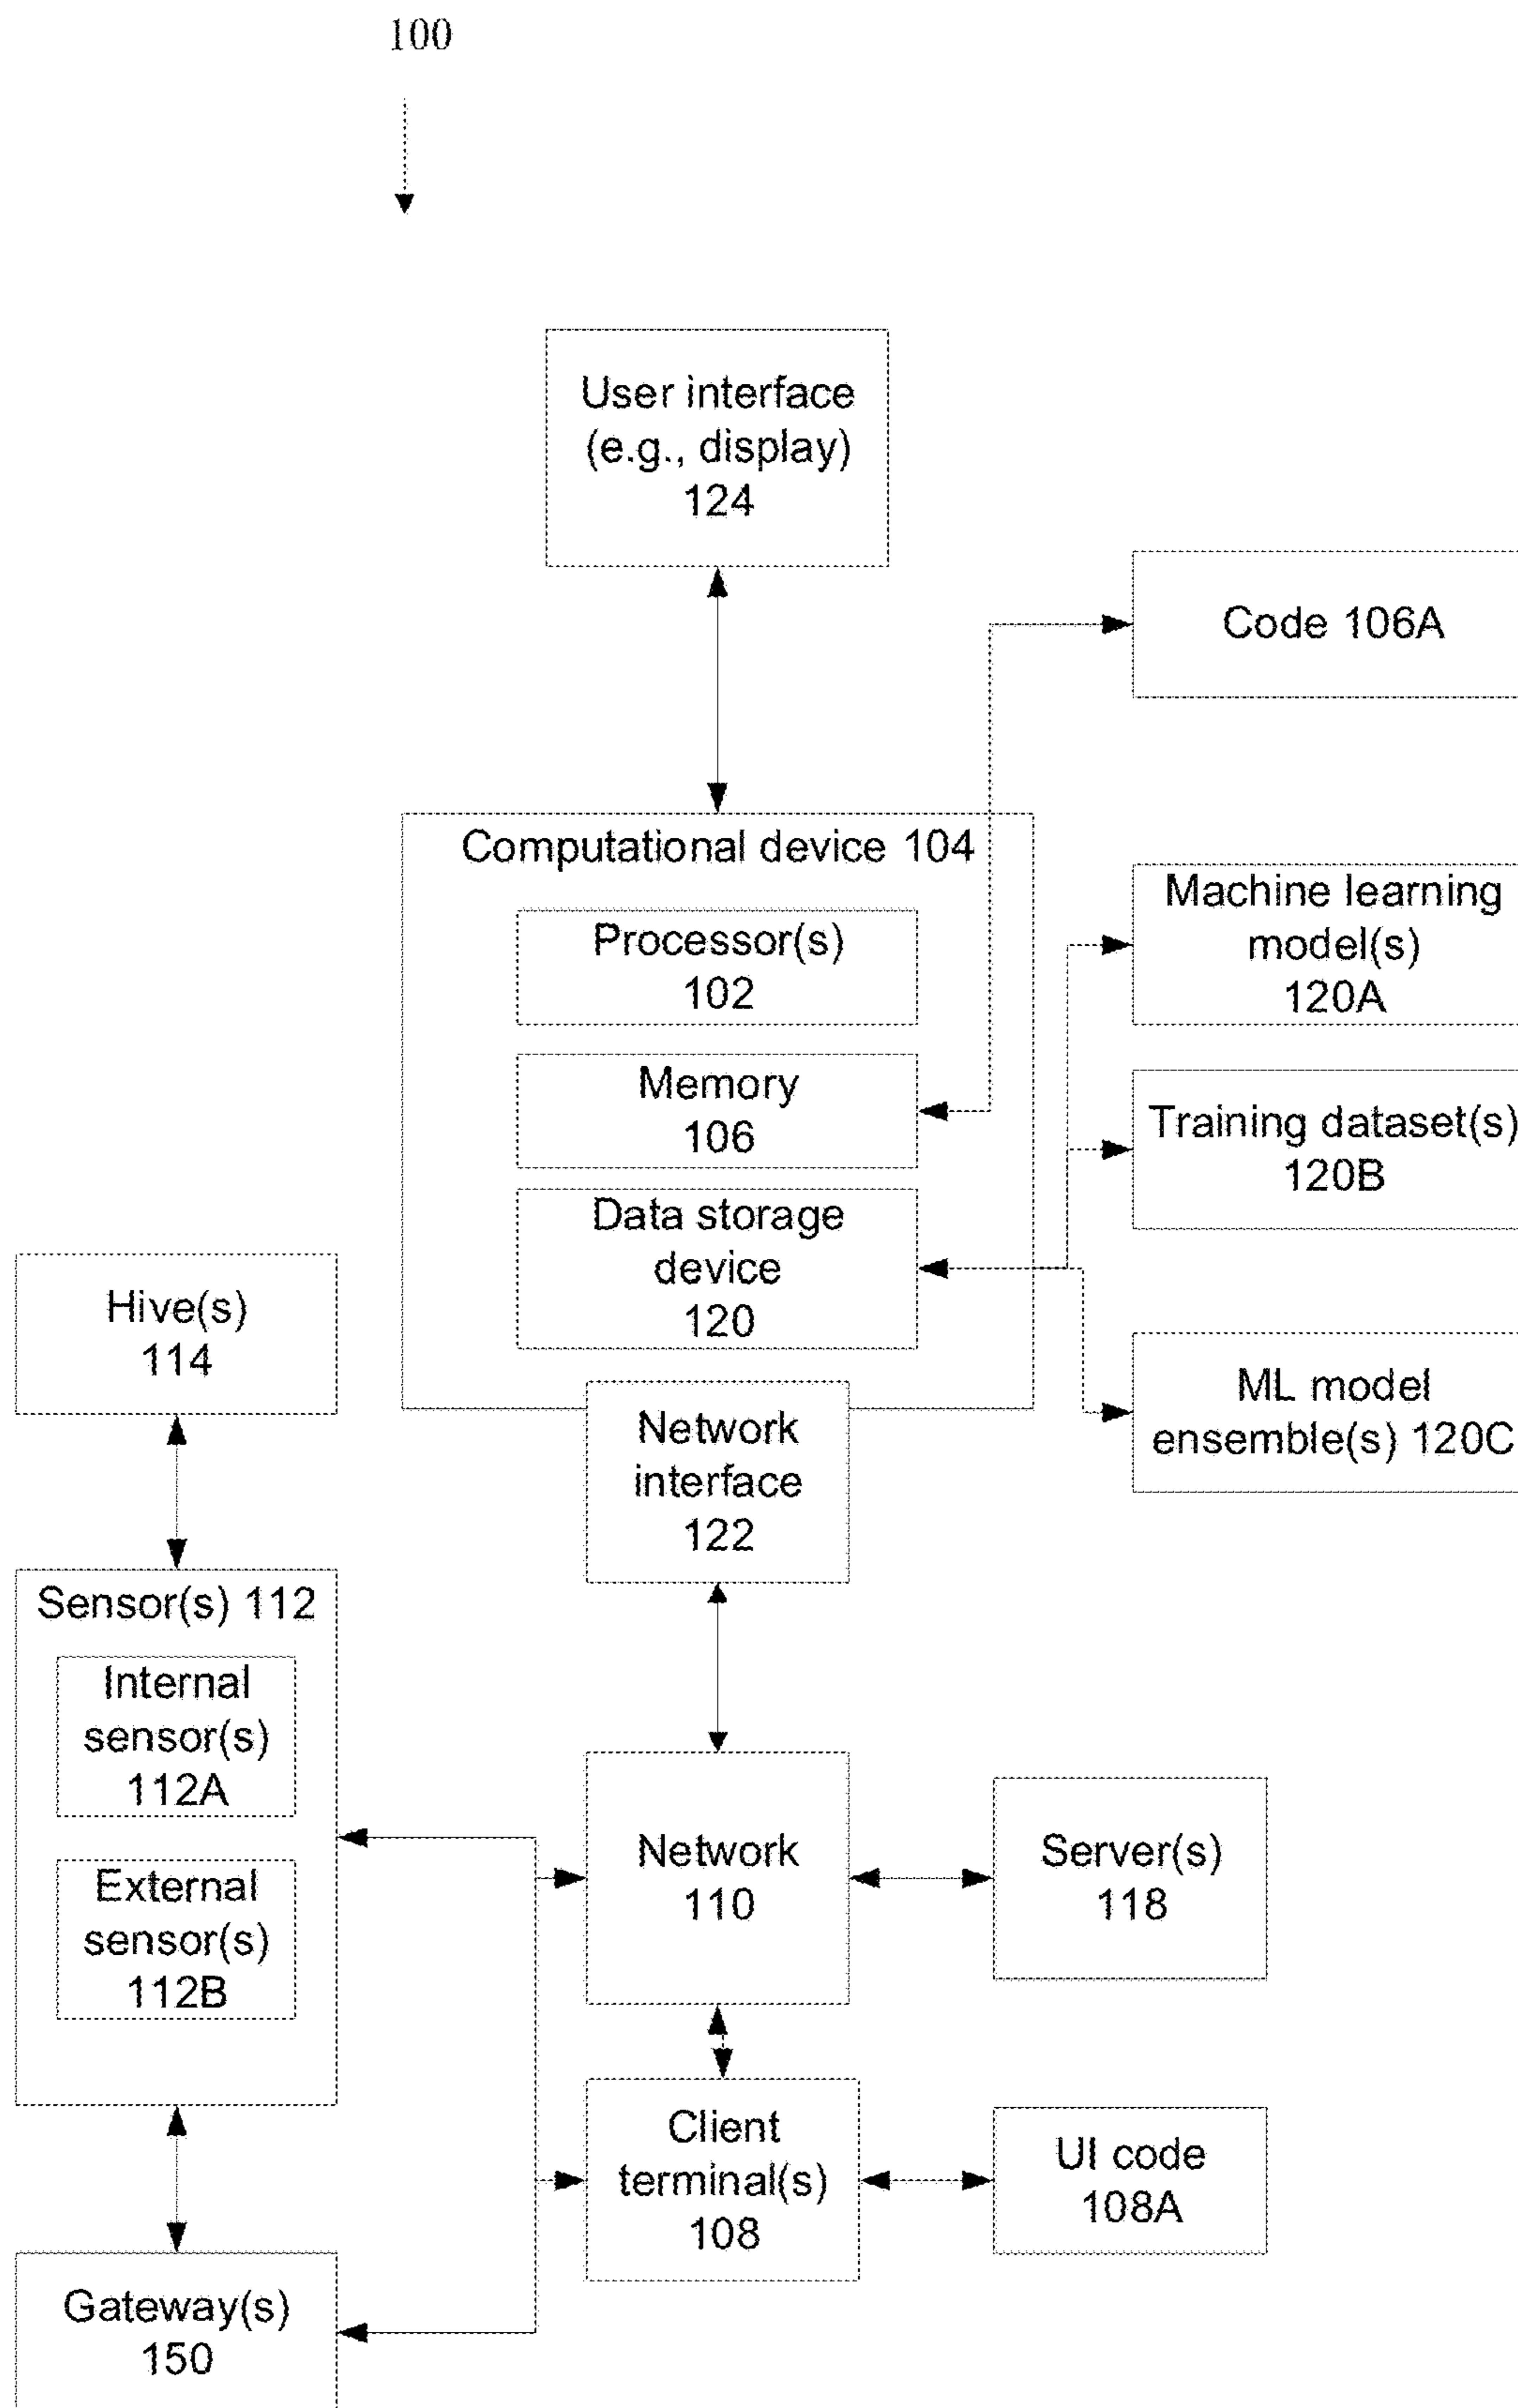 100
User interface
(e.g., display)
124
Code 106A
Computational device 104
Processor(s)
102
Memory
106
Data storage
device
120
Machine learning
model(s)
120A
Training dataset(s)
120B
ML model
ensemble(s) 120C
Hive(s)
114
Network
interface
122
Sensor(s) 112
Internal
sensor(s)
112A
External
sensor(s)
112B
Network
110
Server(s)
118
Client
terminal(s)
108
UI code
108A
Gateway(s)
150